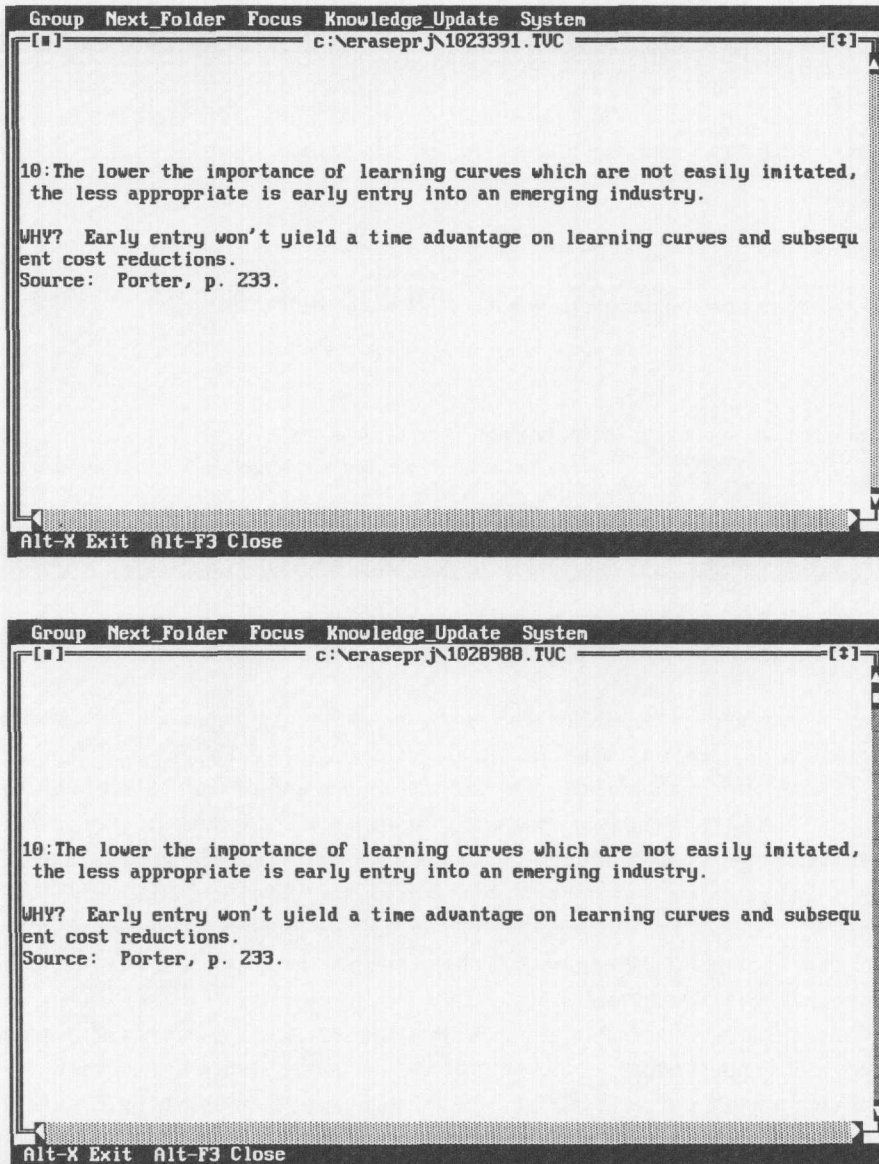 Group Next_Folder Focus Knowledge_Update System
[■] c:\eraseprj\1023391.TVC [↕]
10:The lower the importance of learning curves which are not easily imitated,
the less appropriate is early entry into an emerging industry.
WHY? Early entry won't yield a time advantage on learning curves and subsequ
ent cost reductions.
Source: Porter, p. 233.
Alt-X Exit Alt-F3 Close
Group Next_Folder Focus Knowledge_Update System
[■] c:\eraseprj\1028988.TVC [↕]
10:The lower the importance of learning curves which are not easily imitated,
the less appropriate is early entry into an emerging industry.
WHY? Early entry won't yield a time advantage on learning curves and subsequ
ent cost reductions.
Source: Porter, p. 233.
Alt-X Exit Alt-F3 Close